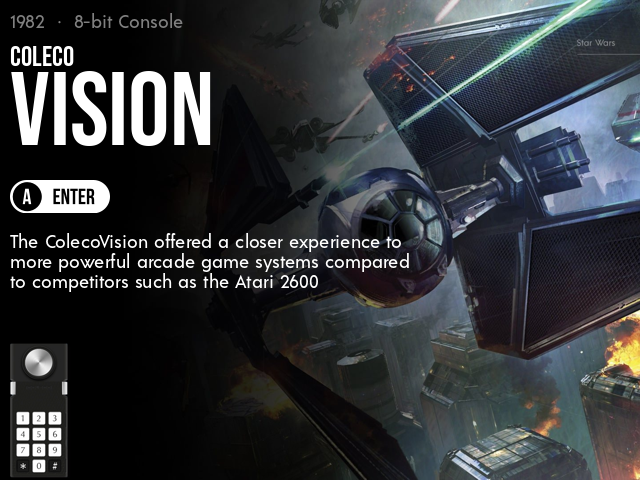 1982 · 8-bit Console
COLECO
VISION
A ENTER
The ColecoVision offered a closer experience to
more powerful arcade game systems compared
to competitors such as the Atari 2600
Star Wars
1 2 3
4 5 6
7 8 9
* 0 #